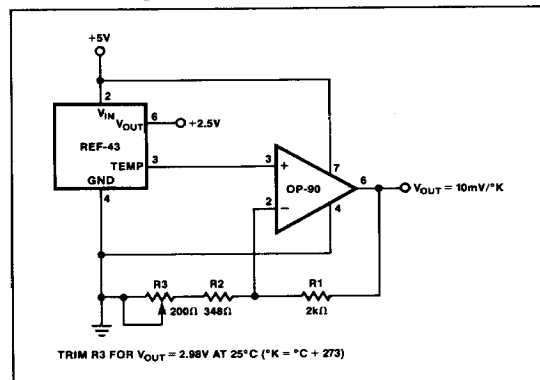 +5V
2
VIN
VOUT
6
+2.5V
REF-43
TEMP
3
GND
4
3
+
7
OP-90
6
VOUT = 10mV/°K
2
−
4
R3
R2
R1
200Ω
348Ω
2kΩ
TRIM R3 FOR VOUT = 2.98V AT 25°C (°K = °C + 273)